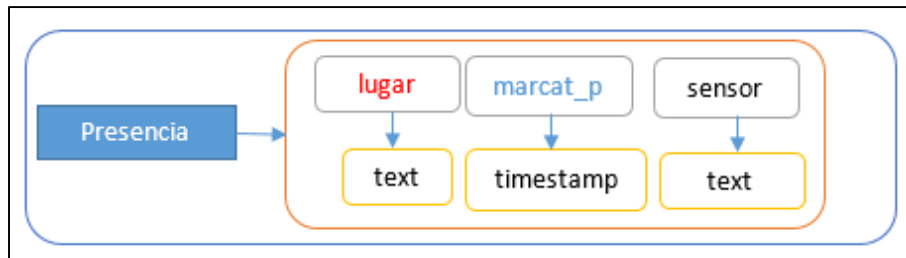 lugar marcat_p sensor
Presencia
text timestamp text